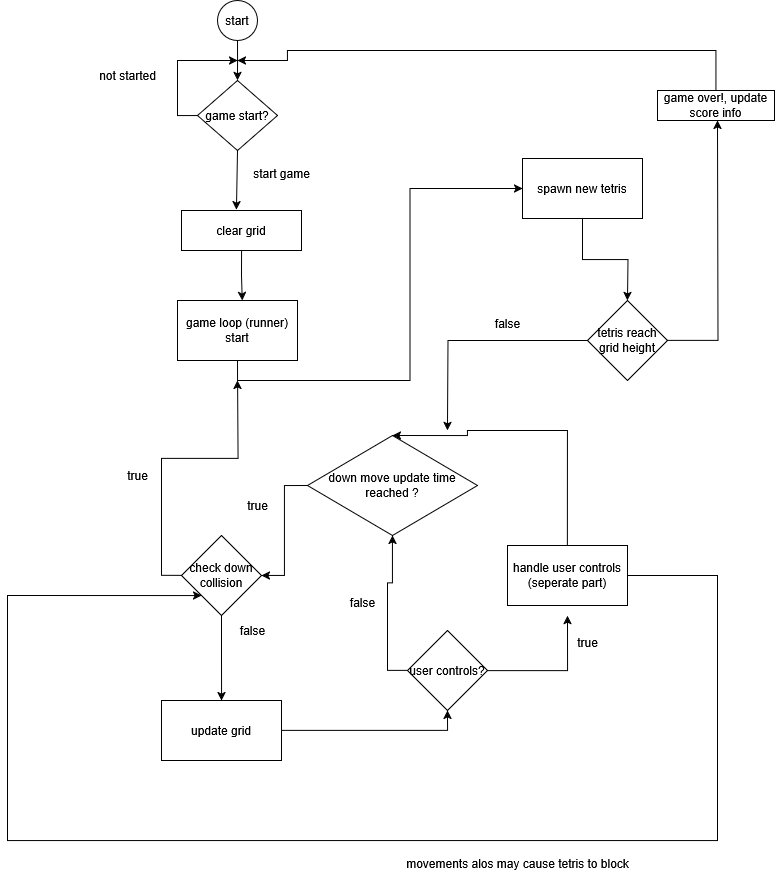 start
not started
game over!, update
score info
game start?
start game
spawn new tetris
clear grid
game loop (runner)
start
false
tetris reach
grid height
true
down move update time
reached ?
true
check down
collision
handle user controls
(seperate part)
false
false
true
user controls?
update grid
movements alos may cause tetris to block